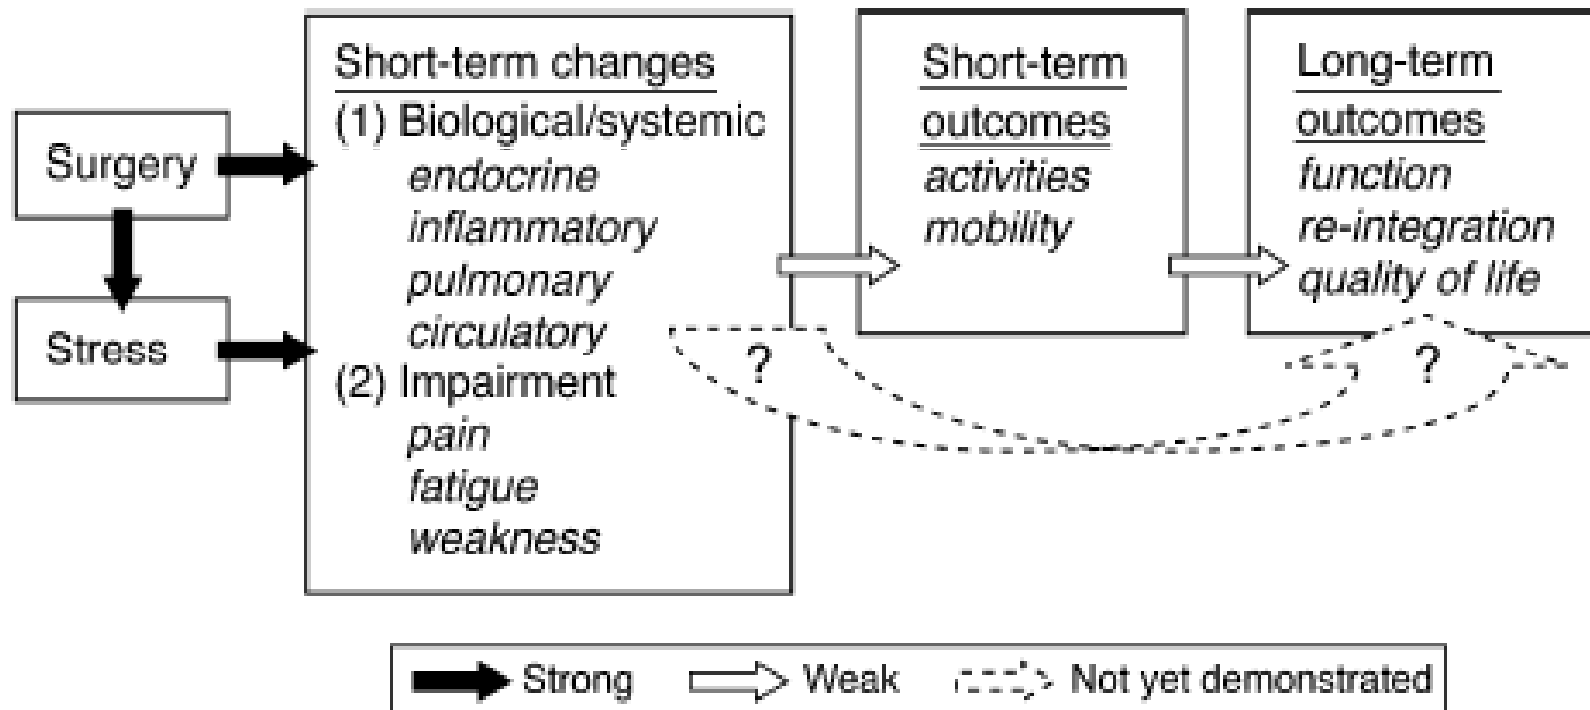 Surgery
Stress
Short-term changes
(1) Biological/systemic
endocrine
inflammatory
pulmonary
circulatory
(2) Impairment
pain
fatigue
weakness
Short-term
outcomes
activities
mobility
Long-term
outcomes
function
re-integration
quality of life
?
?
Strong
Weak
Not yet demonstrated